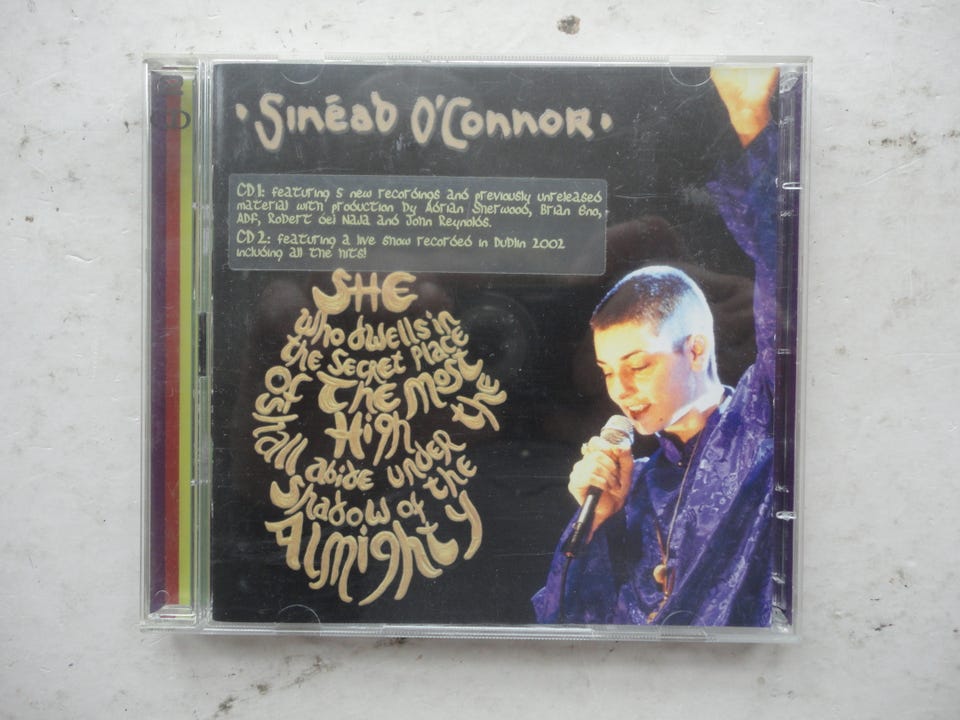 ·Sinéad O'Connor·
CD1: featuring 5 new recordings and previously unreleased
material with production by Adrian Sherwood, Brian Eno,
ADF, Robert del Naja and John Reynolds.
CD2: featuring a live show recorded in Dublin 2002
including all the hits!
SHE
who dwells in
the Secret place
of The most
High the
shall abide under
Shadow of the
Almighty